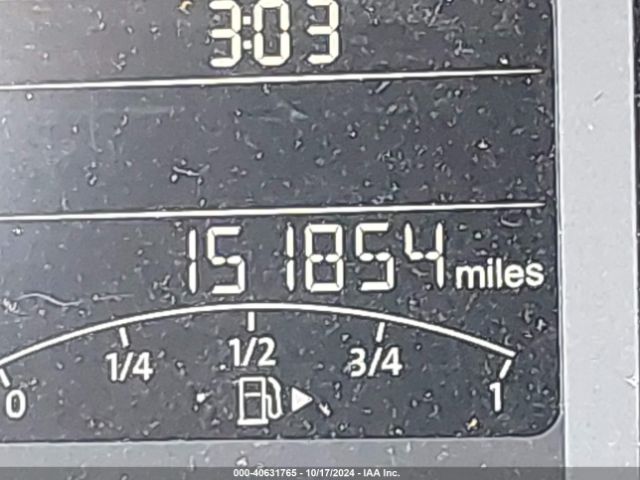 3:03
151854 miles
0 1/4 1/2 3/4 1
000-40631765 - 10/17/2024 - IAA Inc.